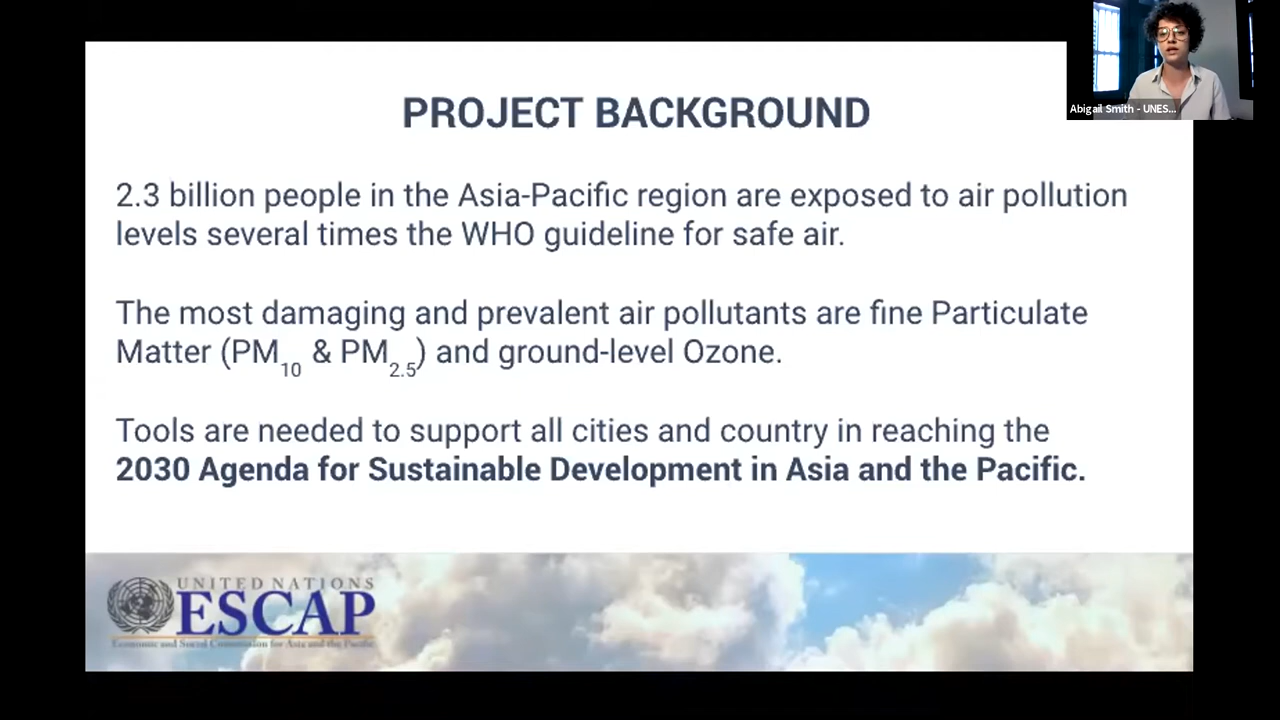 Abigail Smith - UNES...
PROJECT BACKGROUND
2.3 billion people in the Asia-Pacific region are exposed to air pollution
levels several times the WHO guideline for safe air.
The most damaging and prevalent air pollutants are fine Particulate
Matter (PM10 & PM2.5) and ground-level Ozone.
Tools are needed to support all cities and country in reaching the
2030 Agenda for Sustainable Development in Asia and the Pacific.
UNITED NATIONS
ESCAP
Economic and Social Commission for Asia and the Pacific